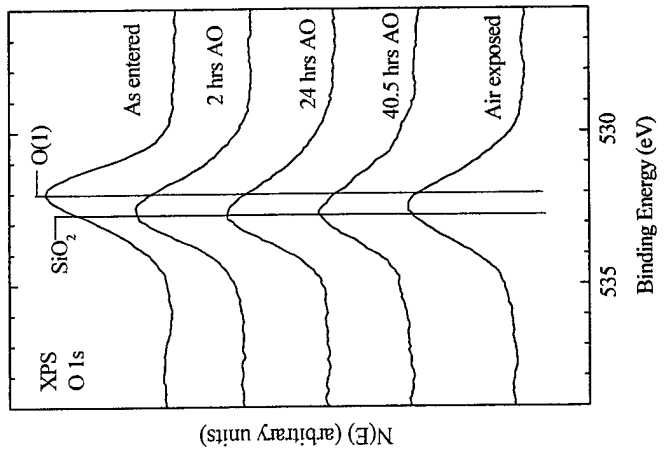 XPS
O 1s
SiO₂
O(1)
As entered
2 hrs AO
24 hrs AO
40.5 hrs AO
Air exposed
535
530
Binding Energy (eV)
N(E) (arbitrary units)